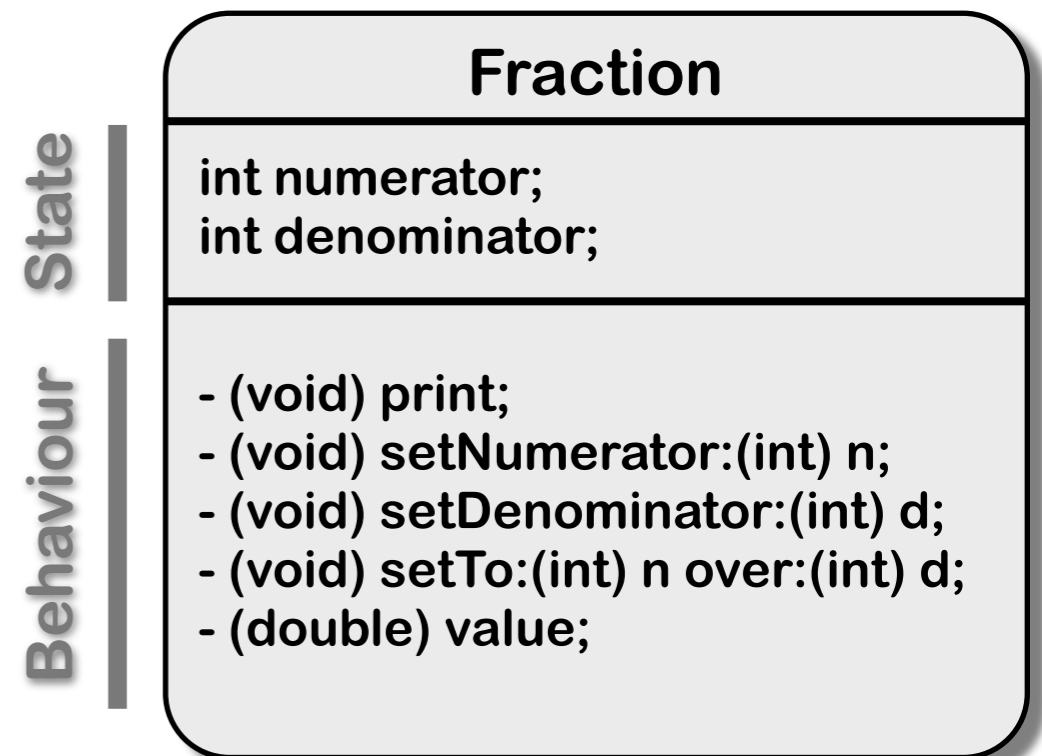 Fraction
State
int numerator;
int denominator;
Behaviour
- (void) print;
- (void) setNumerator:(int) n;
- (void) setDenominator:(int) d;
- (void) setTo:(int) n over:(int) d;
- (double) value;